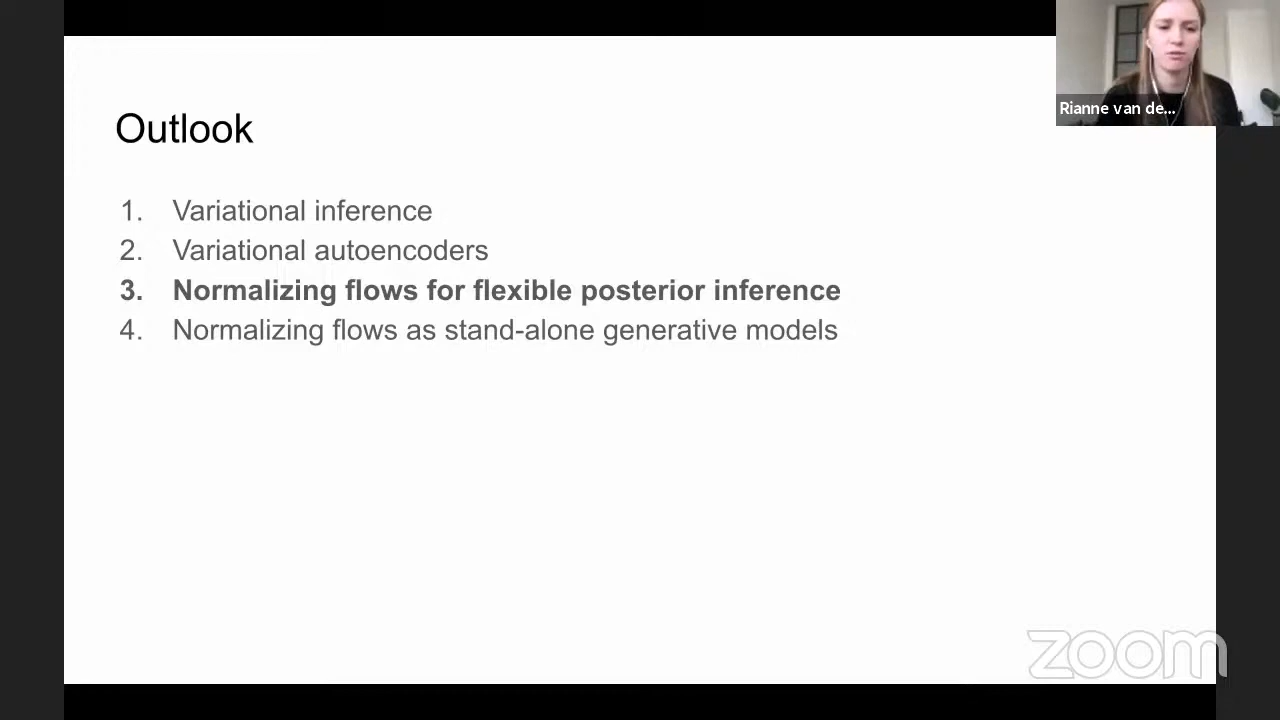 Rianne van de...
Outlook
1. Variational inference
2. Variational autoencoders
3. Normalizing flows for flexible posterior inference
4. Normalizing flows as stand-alone generative models
zoom